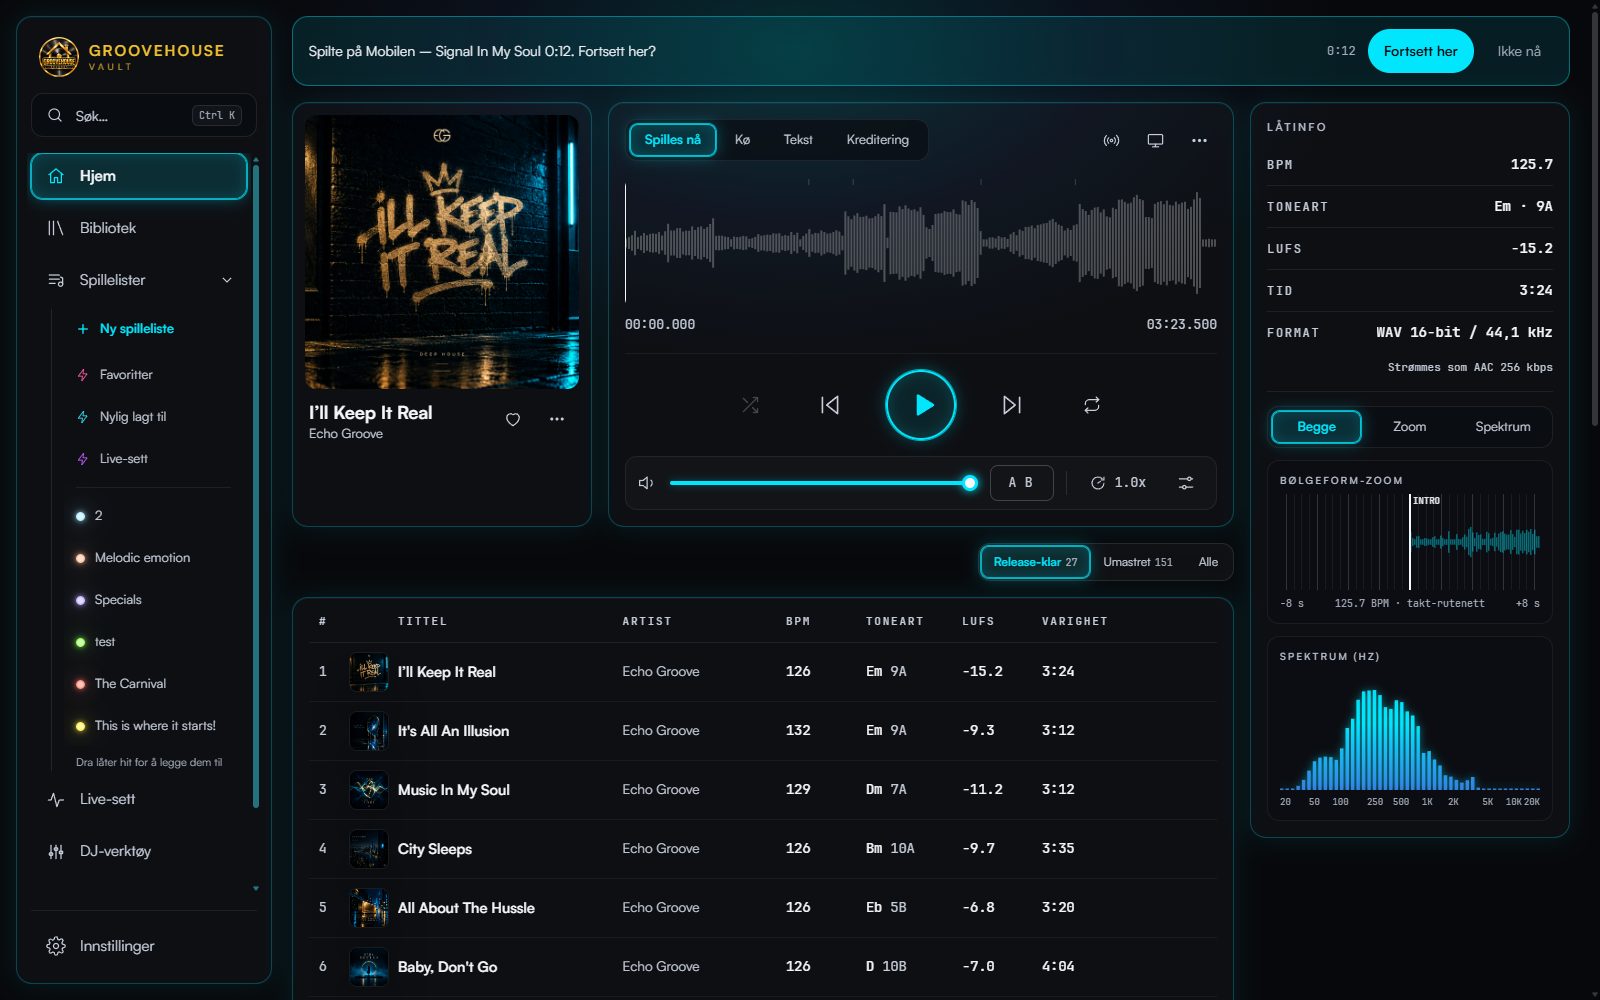 GROOVEHOUSE
VAULT
Søk...
Ctrl K
Hjem
Bibliotek
Spillelister
Ny spilleliste
Favoritter
Nylig lagt til
Live-sett
2
Melodic emotion
Specials
test
The Carnival
This is where it starts!
Dra låter hit for å legge dem til
Live-sett
DJ-verktøy
Innstillinger
Spilte på Mobilen — Signal In My Soul 0:12. Fortsett her?
0:12
Fortsett her
Ikke nå
I'LL KEEP
IT REAL
DEEP HOUSE
I'll Keep It Real
Echo Groove
Spilles nå
Kø
Tekst
Kreditering
00:00.000
03:23.500
A B
1.0x
Release-klar 27
Umastret 151
Alle
# TITTEL ARTIST BPM TONEART LUFS VARIGHET
1 I'll Keep It Real Echo Groove 126 Em 9A -15.2 3:24
2 It's All An Illusion Echo Groove 132 Em 9A -9.3 3:12
3 Music In My Soul Echo Groove 129 Dm 7A -11.2 3:12
4 City Sleeps Echo Groove 126 Bm 10A -9.7 3:35
5 All About The Hussle Echo Groove 126 Eb 5B -6.8 3:20
6 Baby, Don't Go Echo Groove 126 D 10B -7.0 4:04
LÅTINFO
BPM 125.7
TONEART Em · 9A
LUFS -15.2
TID 3:24
FORMAT WAV 16-bit / 44,1 kHz
Strømmes som AAC 256 kbps
Begge
Zoom
Spektrum
BØLGEFORM-ZOOM
INTRO
-8 s 125.7 BPM · takt-rutenett +8 s
SPEKTRUM (HZ)
20 50 100 250 500 1K 2K 5K 10K 20K